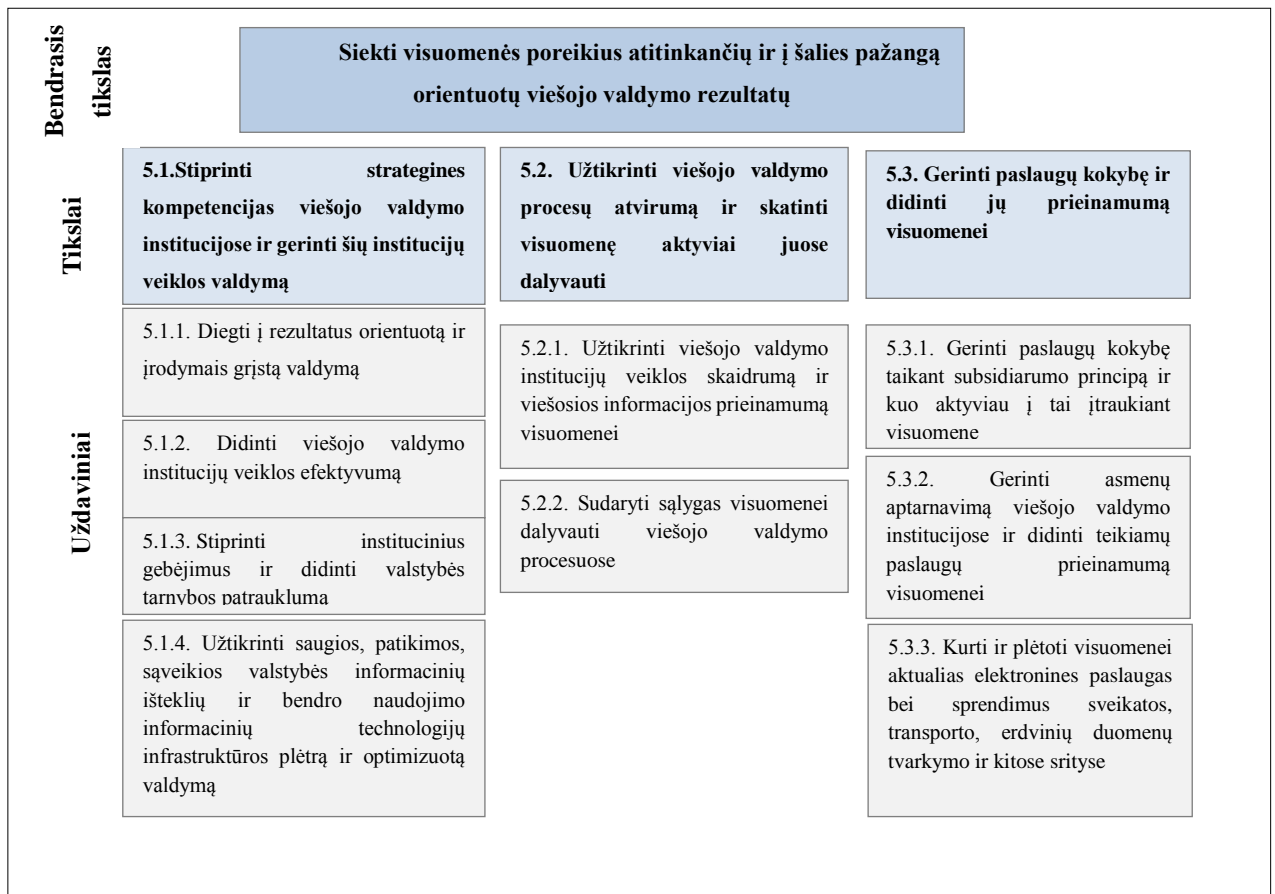 Bendrasis
tikslas
Siekti visuomenės poreikius atitinkančių ir į šalies pažangą
orientuotų viešojo valdymo rezultatų
Tikslai
5.1.Stiprinti strategines
kompetencijas viešojo valdymo
institucijose ir gerinti šių institucijų
veiklos valdymą
5.2. Užtikrinti viešojo valdymo
procesų atvirumą ir skatinti
visuomenę aktyviai juose
dalyvauti
5.3. Gerinti paslaugų kokybę ir
didinti jų prieinamumą
visuomenei
Uždaviniai
5.1.1. Diegti į rezultatus orientuotą ir
įrodymais grįstą valdymą
5.1.2. Didinti viešojo valdymo
institucijų veiklos efektyvumą
5.1.3. Stiprinti institucinius
gebėjimus ir didinti valstybės
tarnybos patrauklumą
5.1.4. Užtikrinti saugios, patikimos,
sąveikios valstybės informacinių
išteklių ir bendro naudojimo
informacinių technologijų
infrastruktūros plėtrą ir optimizuotą
valdymą
5.2.1. Užtikrinti viešojo valdymo
institucijų veiklos skaidrumą ir
viešosios informacijos prieinamumą
visuomenei
5.2.2. Sudaryti sąlygas visuomenei
dalyvauti viešojo valdymo
procesuose
5.3.1. Gerinti paslaugų kokybę
taikant subsidiarumo principą ir
kuo aktyviau į tai įtraukiant
visuomene
5.3.2. Gerinti asmenų
aptarnavimą viešojo valdymo
institucijose ir didinti teikiamų
paslaugų prieinamumą
visuomenei
5.3.3. Kurti ir plėtoti visuomenei
aktualias elektronines paslaugas
bei sprendimus sveikatos,
transporto, erdvinių duomenų
tvarkymo ir kitose srityse